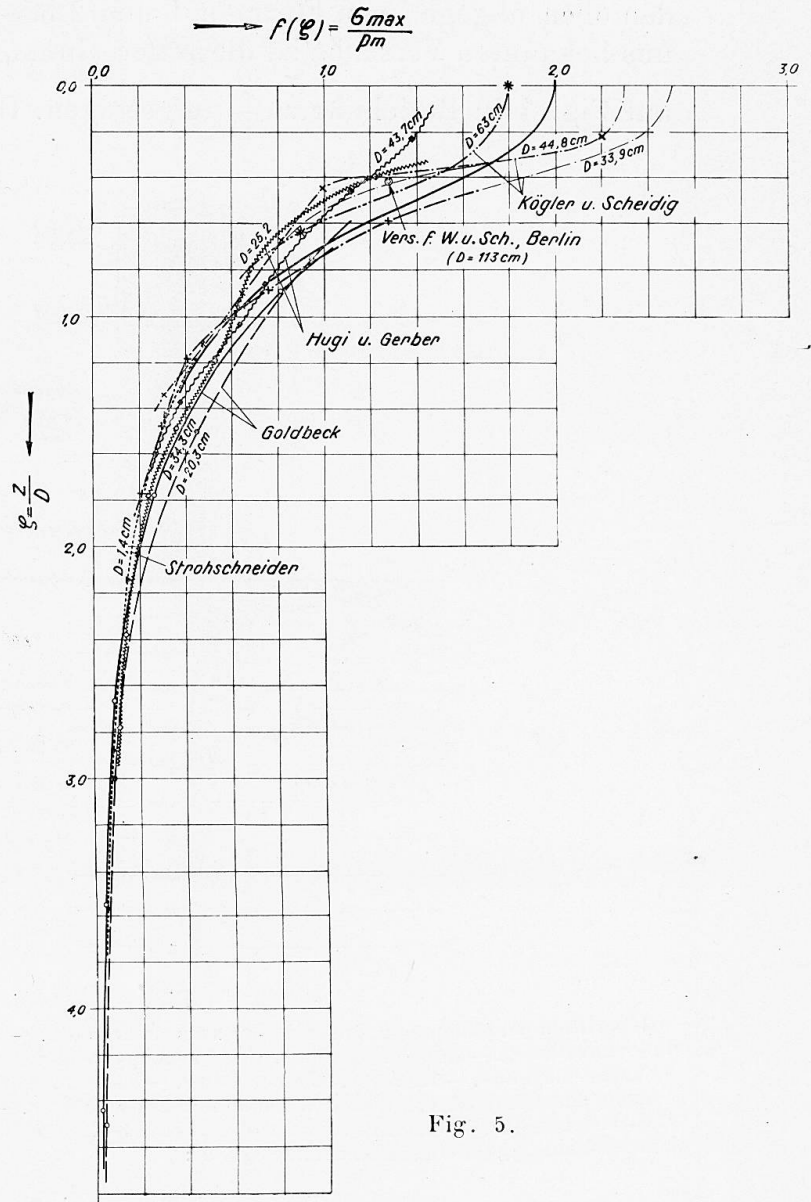 f(ξ) = σmax / pm
0,0 1,0 2,0 3,0
0,0
D=43,7cm
D=63cm
D=44,8cm
D=33,9cm
Kögler u. Scheidig
D=25,2
Vers. f. W. u. Sch., Berlin
(D=113cm)
1,0
Hugi u. Gerber
Goldbeck
D=34,3cm
D=20,3cm
ξ = z / D
D=1,4cm
2,0
Strohschneider
3,0
4,0
Fig. 5.